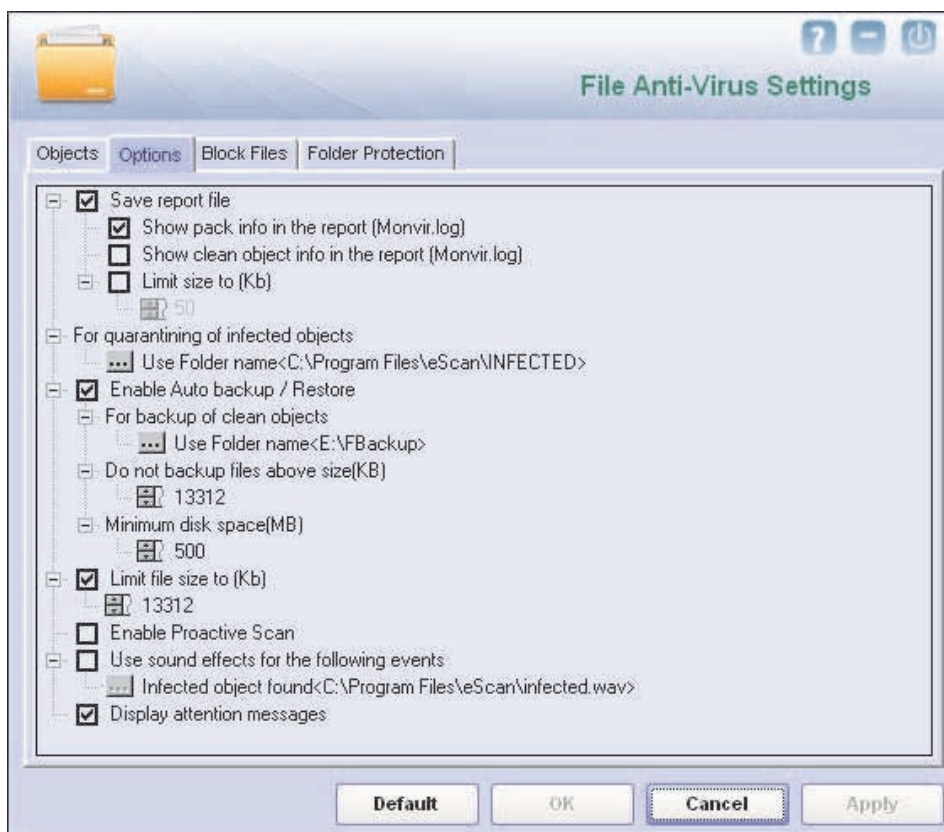 ?
File Anti-Virus Settings
Objects Options Block Files Folder Protection
Save report file
Show pack info in the report (Monvir.log)
Show clean object info in the report (Monvir.log)
Limit size to (Kb)
50
For quarantining of infected objects
... Use Folder name<C:\Program Files\eScan\INFECTED>
Enable Auto backup / Restore
For backup of clean objects
... Use Folder name<E:\FBackup>
Do not backup files above size(KB)
13312
Minimum disk space(MB)
500
Limit file size to (Kb)
13312
Enable Proactive Scan
Use sound effects for the following events
... Infected object found<C:\Program Files\eScan\infected.wav>
Display attention messages
Default OK Cancel Apply